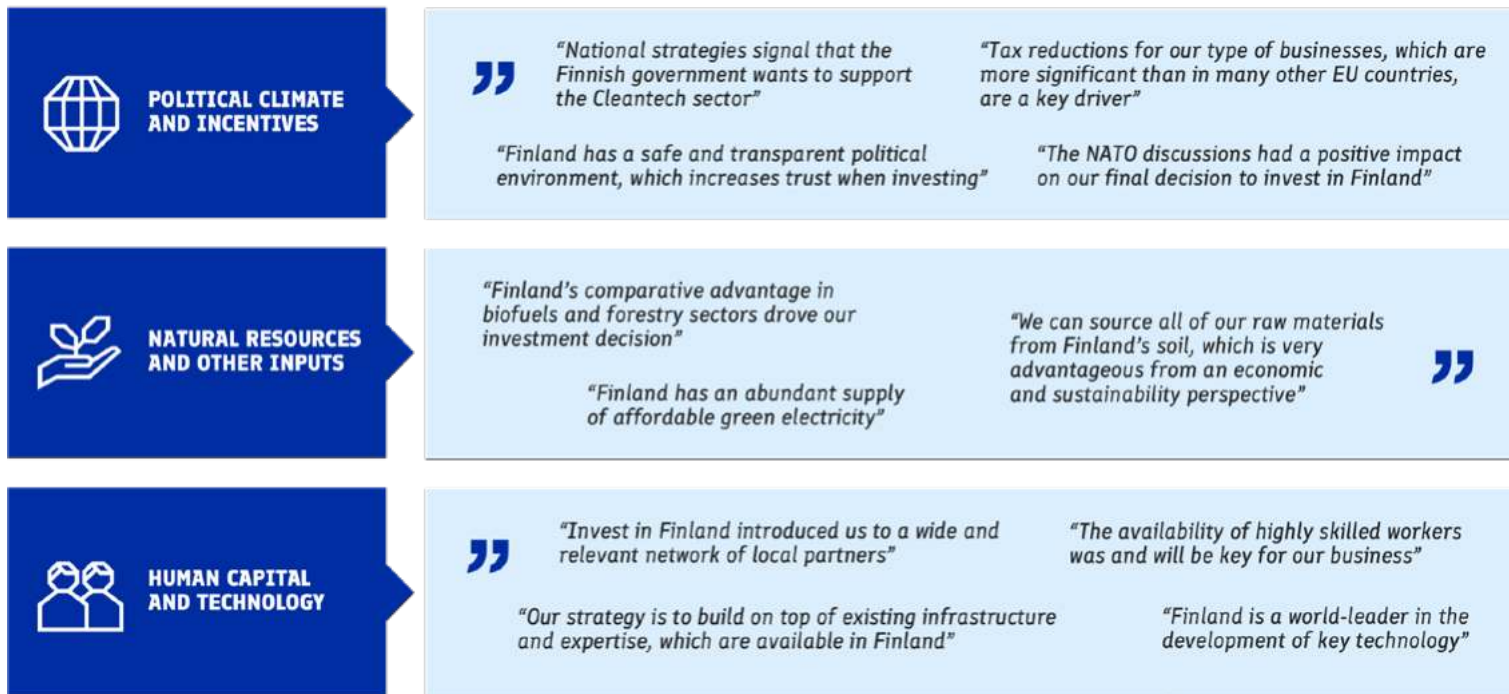 POLITICAL CLIMATE
AND INCENTIVES
"National strategies signal that the
Finnish government wants to support
the Cleantech sector"
"Tax reductions for our type of businesses, which are
more significant than in many other EU countries,
are a key driver"
"Finland has a safe and transparent political
environment, which increases trust when investing"
"The NATO discussions had a positive impact
on our final decision to invest in Finland"
NATURAL RESOURCES
AND OTHER INPUTS
"Finland's comparative advantage in
biofuels and forestry sectors drove our
investment decision"
"Finland has an abundant supply
of affordable green electricity"
"We can source all of our raw materials
from Finland's soil, which is very
advantageous from an economic
and sustainability perspective"
HUMAN CAPITAL
AND TECHNOLOGY
"Invest in Finland introduced us to a wide and
relevant network of local partners"
"The availability of highly skilled workers
was and will be key for our business"
"Our strategy is to build on top of existing infrastructure
and expertise, which are available in Finland"
"Finland is a world-leader in the
development of key technology"